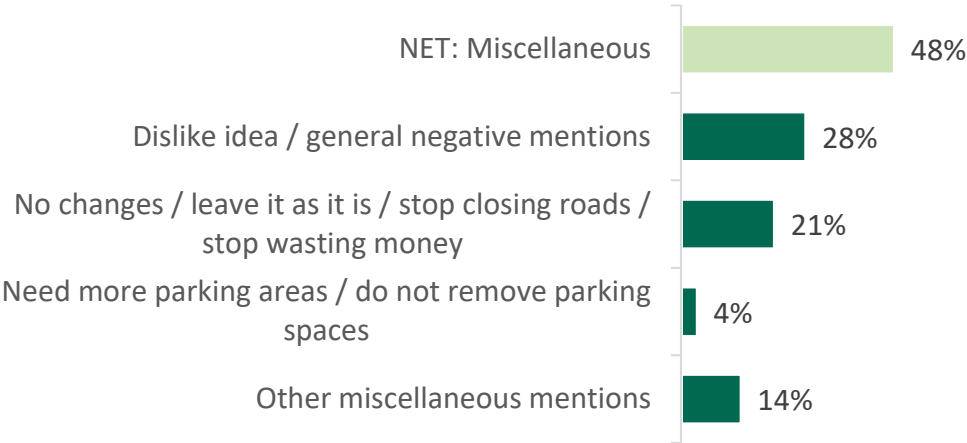 NET: Miscellaneous 48%
Dislike idea / general negative mentions 28%
No changes / leave it as it is / stop closing roads /
stop wasting money 21%
Need more parking areas / do not remove parking
spaces 4%
Other miscellaneous mentions 14%